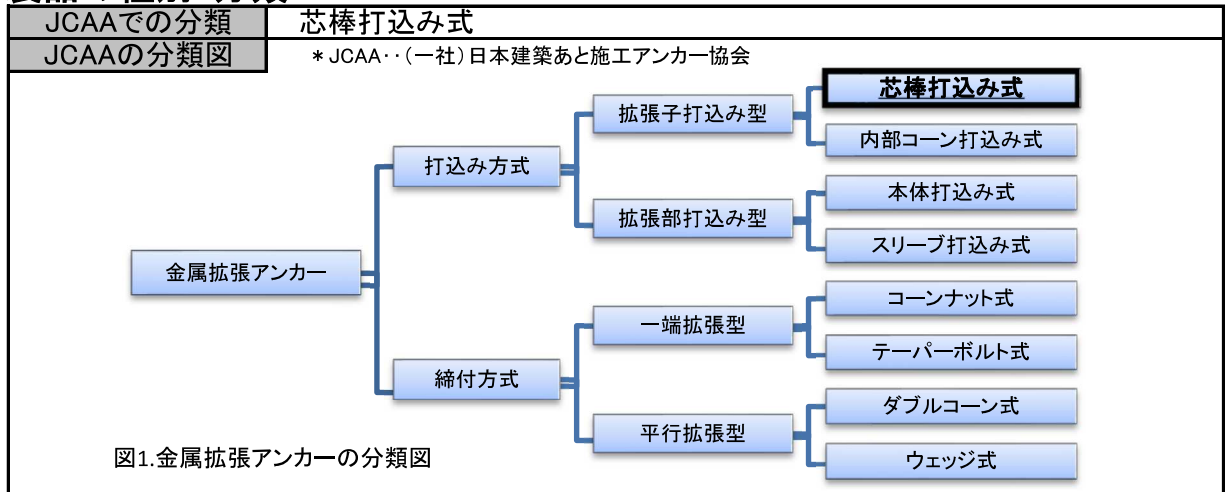 JCAAでの分類 芯棒打込み式
JCAAの分類図 *JCAA‥(一社)日本建築あと施工アンカー協会
芯棒打込み式
拡張子打込み型
内部コーン打込み式
打込み方式
本体打込み式
拡張部打込み型
スリーブ打込み式
金属拡張アンカー
コーンナット式
一端拡張型
テーパーボルト式
締付方式
ダブルコーン式
平行拡張型
ウェッジ式
図1.金属拡張アンカーの分類図